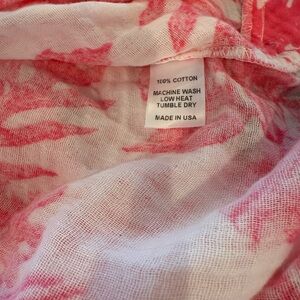 100% COTTON
MACHINE WASH
LOW HEAT
TUMBLE DRY
MADE IN USA